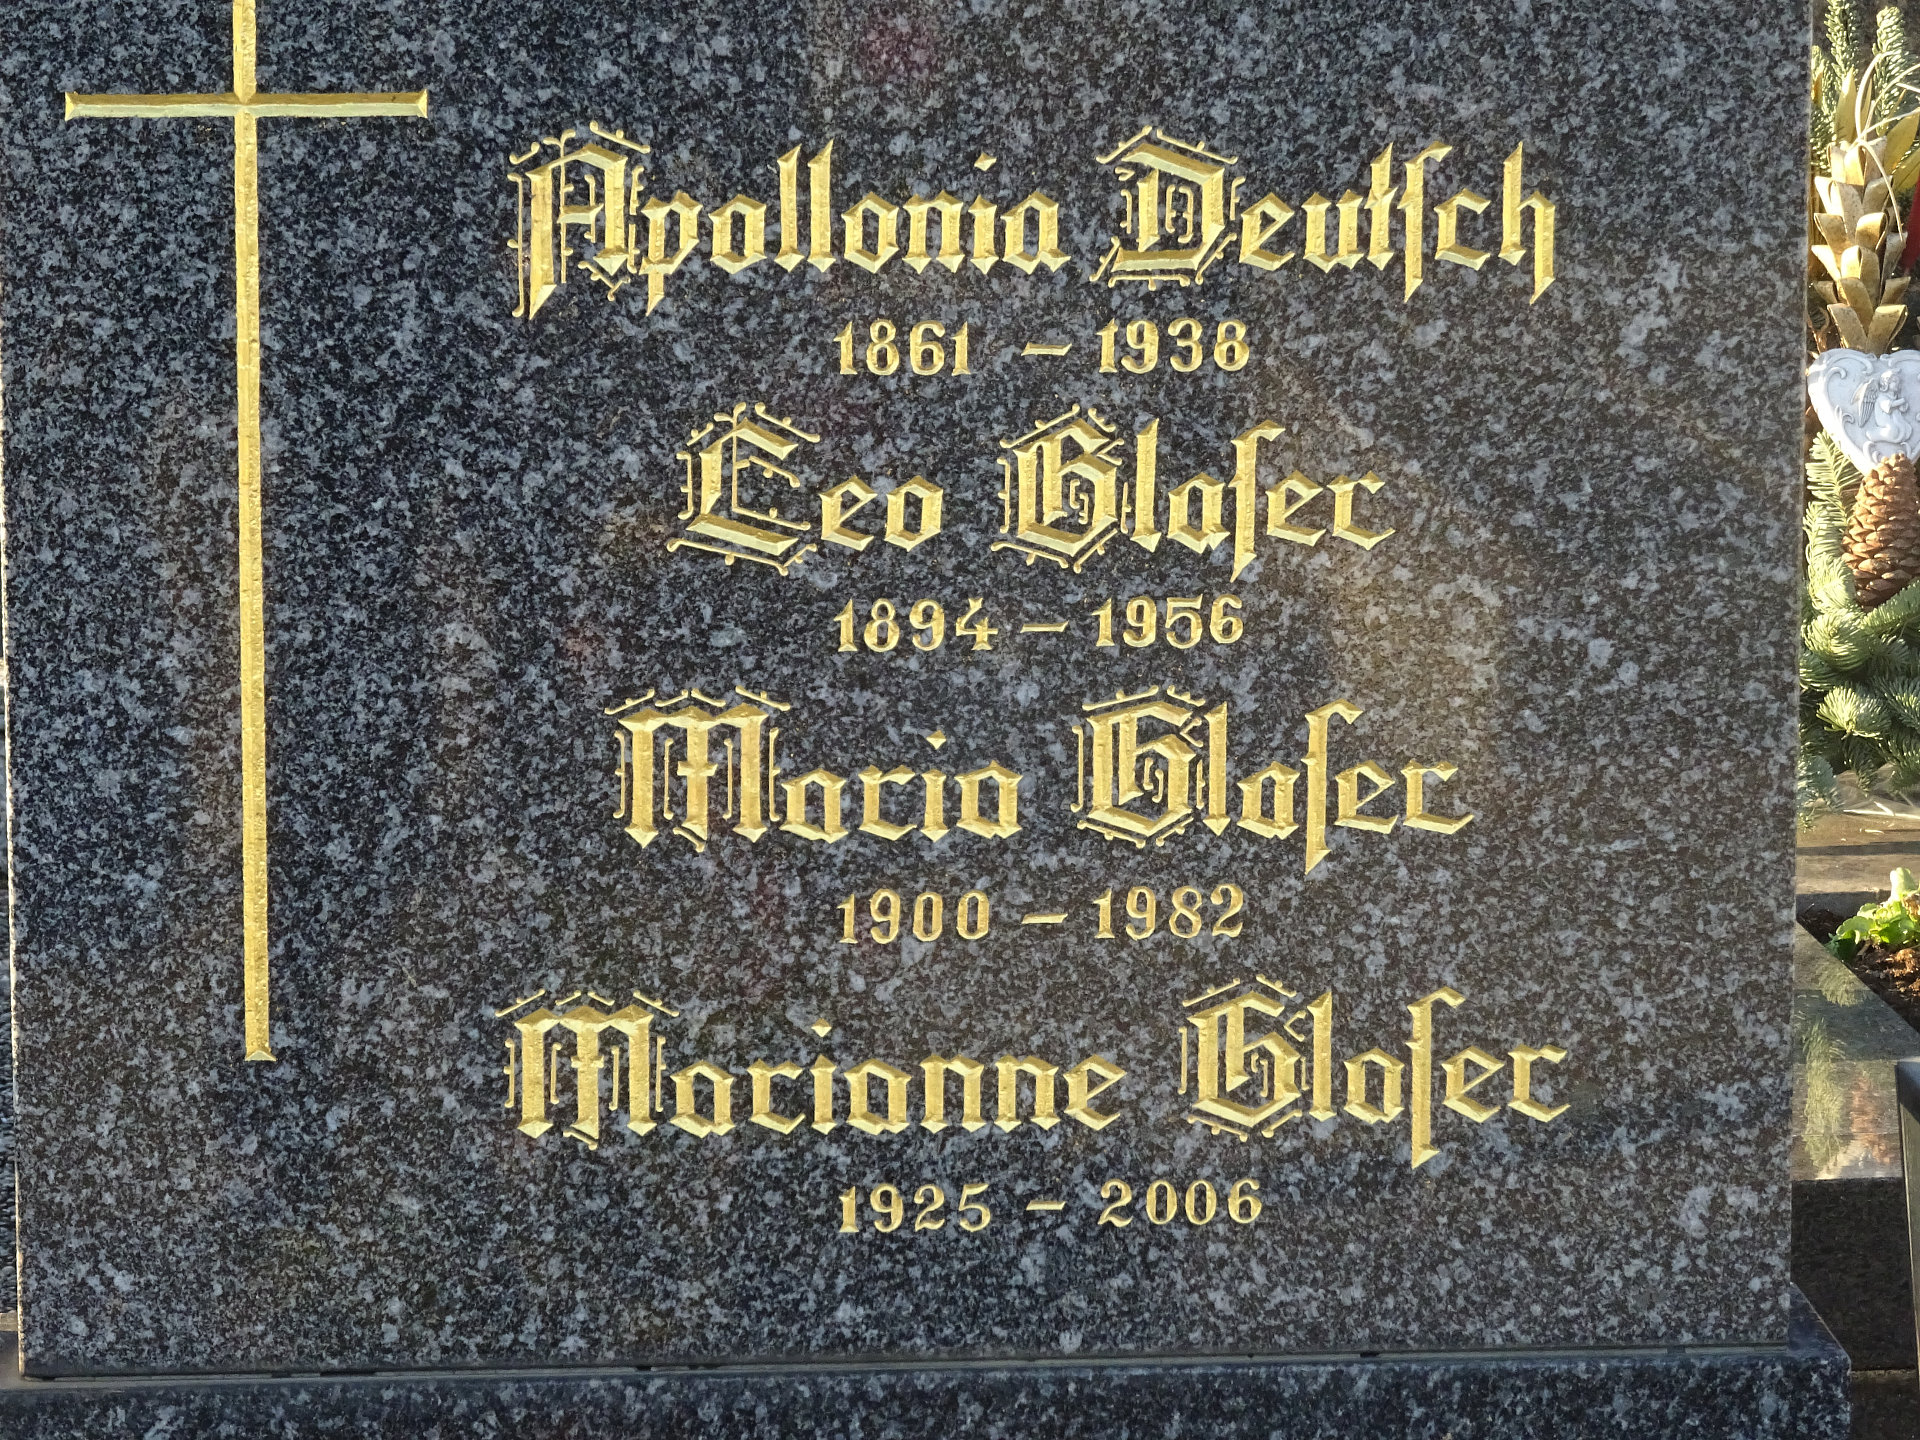 Apollonia Deutſch
1861 – 1938
Leo Glaſer
1894 – 1956
Maria Glaſer
1900 – 1982
Marianne Glaſer
1925 – 2006